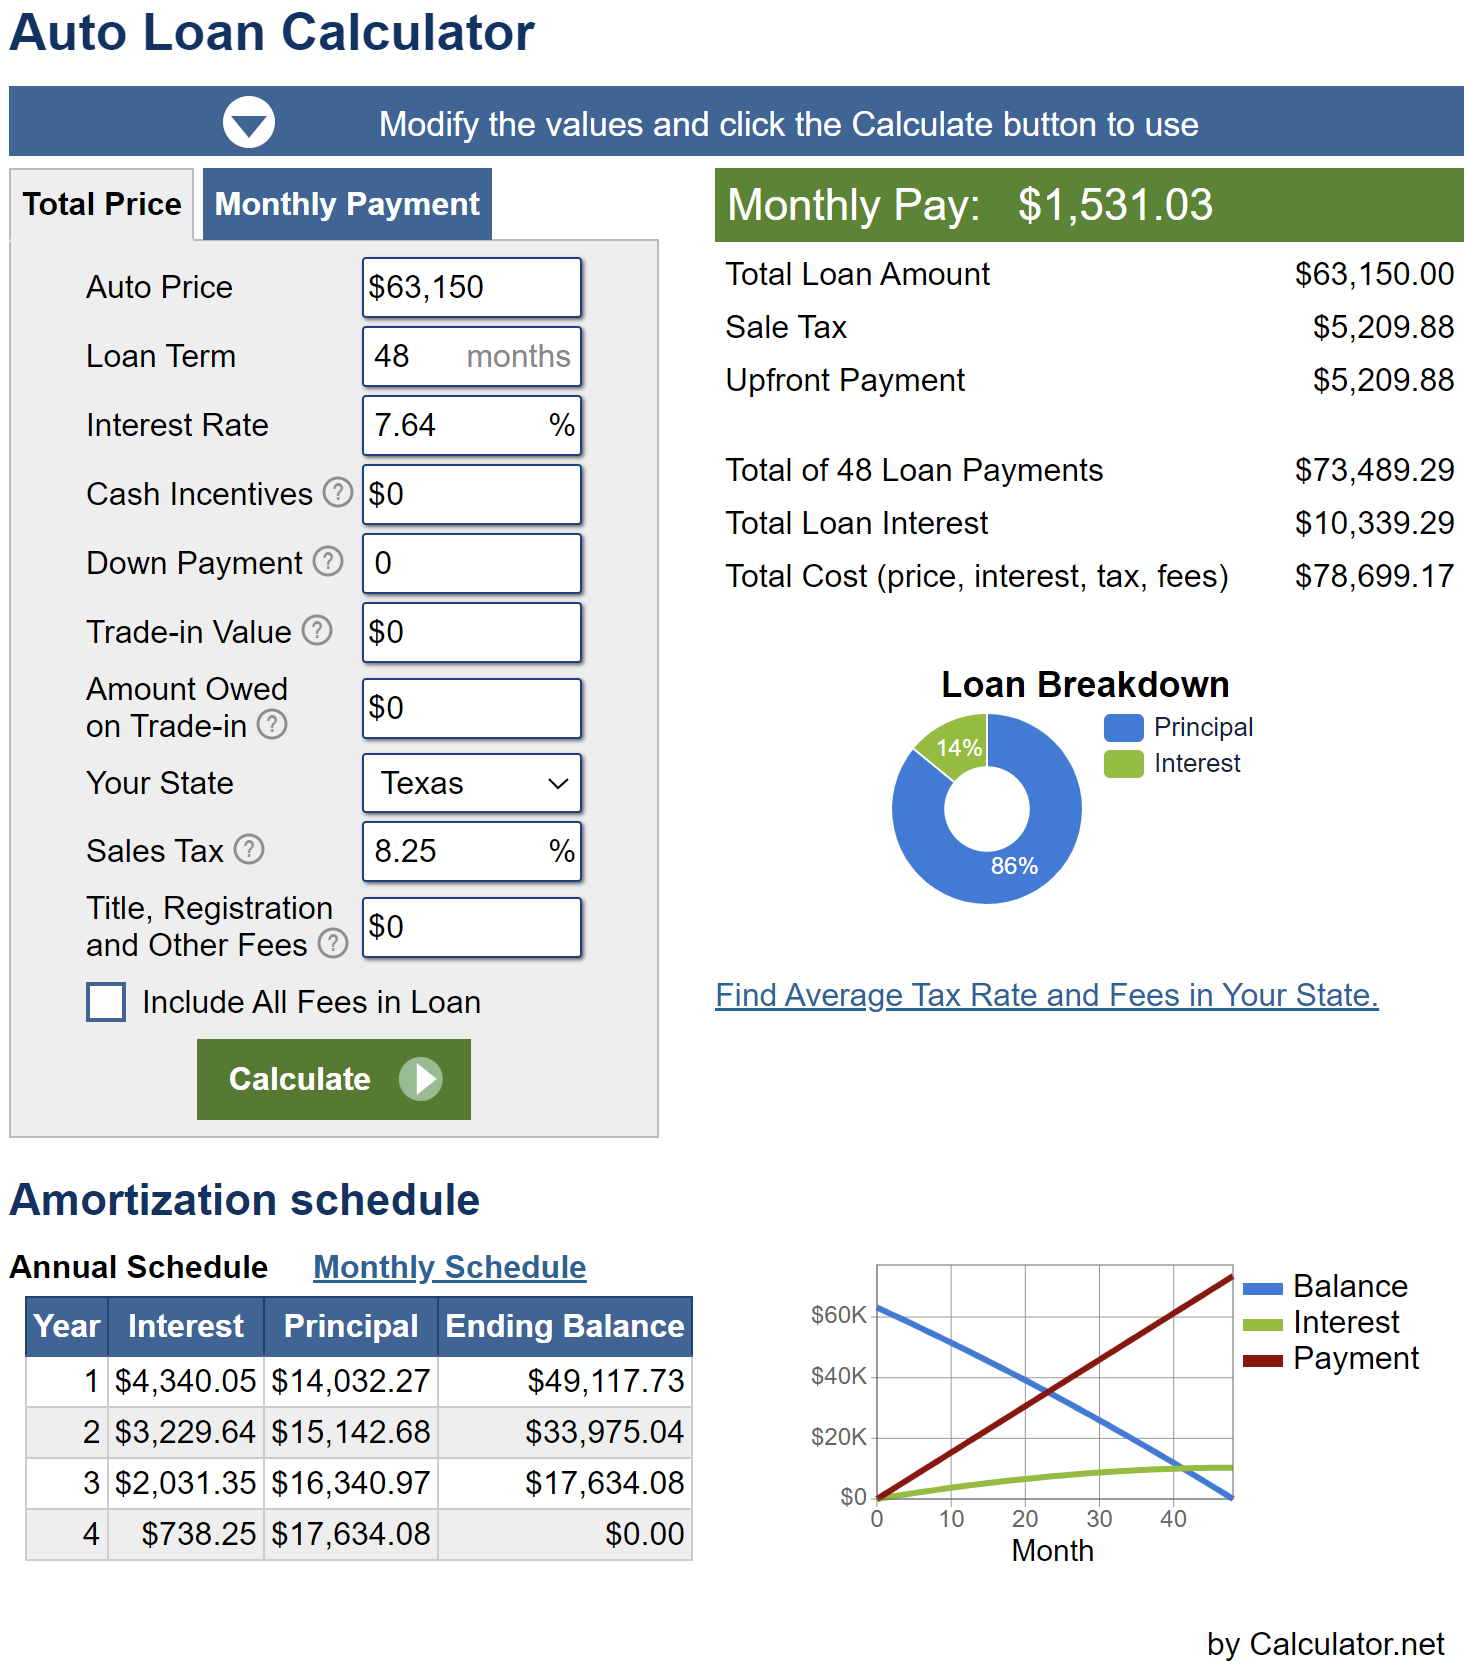 Auto Loan Calculator
Modify the values and click the Calculate button to use
Total Price Monthly Payment
Auto Price $63,150
Loan Term 48 months
Interest Rate 7.64 %
Cash Incentives ? $0
Down Payment ? 0
Trade-in Value ? $0
Amount Owed
on Trade-in ? $0
Your State Texas
Sales Tax ? 8.25 %
Title, Registration
and Other Fees ? $0
Include All Fees in Loan
Calculate
Monthly Pay: $1,531.03
Total Loan Amount $63,150.00
Sale Tax $5,209.88
Upfront Payment $5,209.88
Total of 48 Loan Payments $73,489.29
Total Loan Interest $10,339.29
Total Cost (price, interest, tax, fees) $78,699.17
Loan Breakdown
14%
86%
Principal
Interest
Find Average Tax Rate and Fees in Your State.
Amortization schedule
Annual Schedule Monthly Schedule
Year Interest Principal Ending Balance
1 $4,340.05 $14,032.27 $49,117.73
2 $3,229.64 $15,142.68 $33,975.04
3 $2,031.35 $16,340.97 $17,634.08
4 $738.25 $17,634.08 $0.00
$60K
$40K
$20K
$0
0 10 20 30 40
Month
Balance
Interest
Payment
by Calculator.net